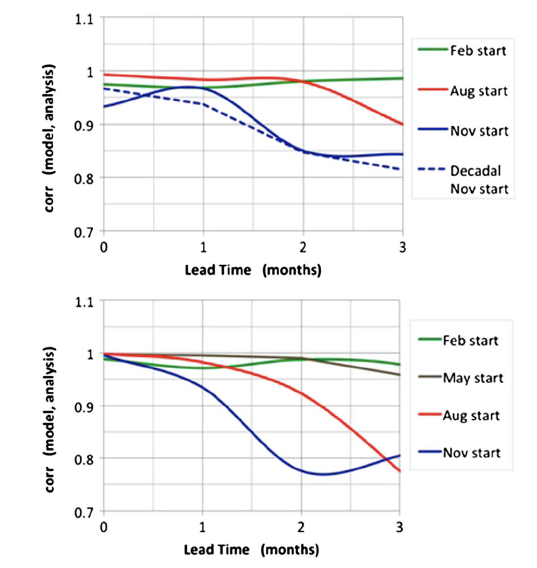 1.1
1
0.9
0.8
0.7
corr (model, analysis)
0 1 2 3
Lead Time (months)
Feb start
Aug start
Nov start
Decadal
Nov start
1.1
1
0.9
0.8
0.7
corr (model, analysis)
0 1 2 3
Lead Time (months)
Feb start
May start
Aug start
Nov start